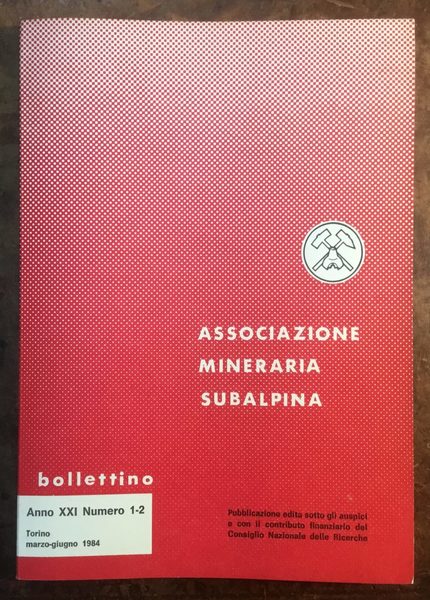 ASSOCIAZIONE
MINERARIA
SUBALPINA
bollettino
Anno XXI Numero 1-2
Torino
marzo-giugno 1984
Pubblicazione edita sotto gli auspici
e con il contributo finanziario del
Consiglio Nazionale delle Ricerche